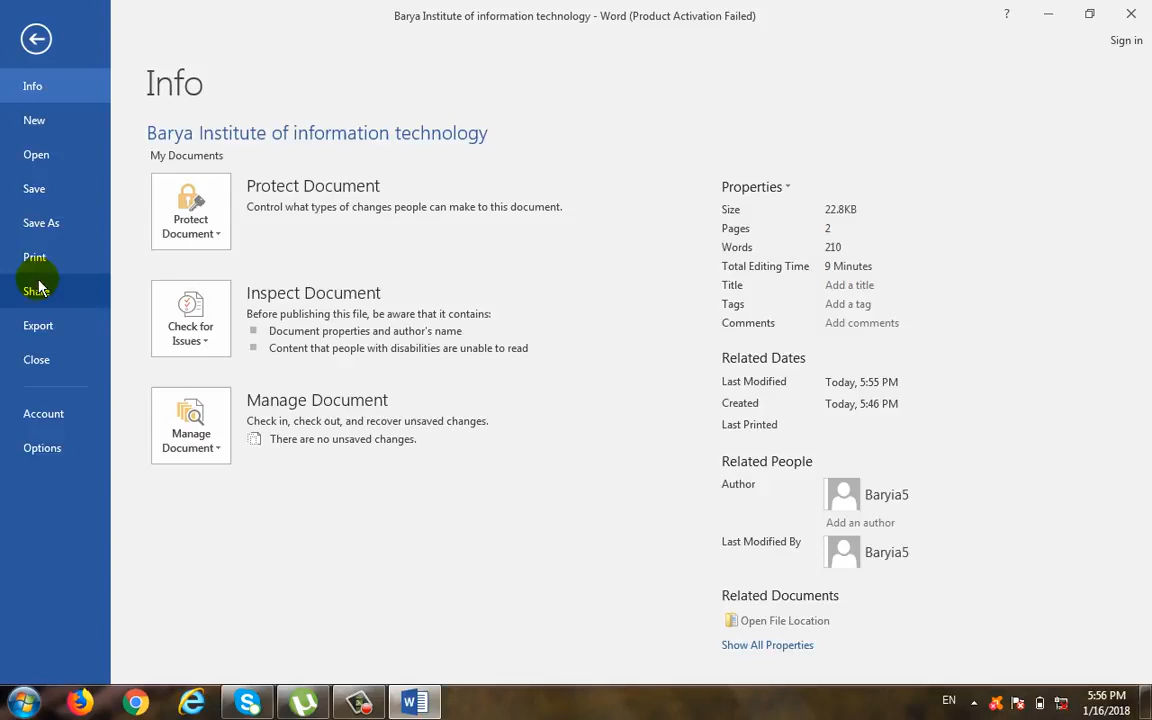 Barya Institute of information technology - Word (Product Activation Failed)
?
Sign in
Info
New
Open
Save
Save As
Print
Share
Export
Close
Account
Options
Info
Barya Institute of information technology
My Documents
Protect Document
Protect Document
Control what types of changes people can make to this document.
Check for Issues
Inspect Document
Before publishing this file, be aware that it contains:
Document properties and author's name
Content that people with disabilities are unable to read
Manage Document
Manage Document
Check in, check out, and recover unsaved changes.
There are no unsaved changes.
Properties
Size 22.8KB
Pages 2
Words 210
Total Editing Time 9 Minutes
Title Add a title
Tags Add a tag
Comments Add comments
Related Dates
Last Modified Today, 5:55 PM
Created Today, 5:46 PM
Last Printed
Related People
Author Baryia5
Add an author
Last Modified By Baryia5
Related Documents
Open File Location
Show All Properties
EN
5:56 PM
1/16/2018